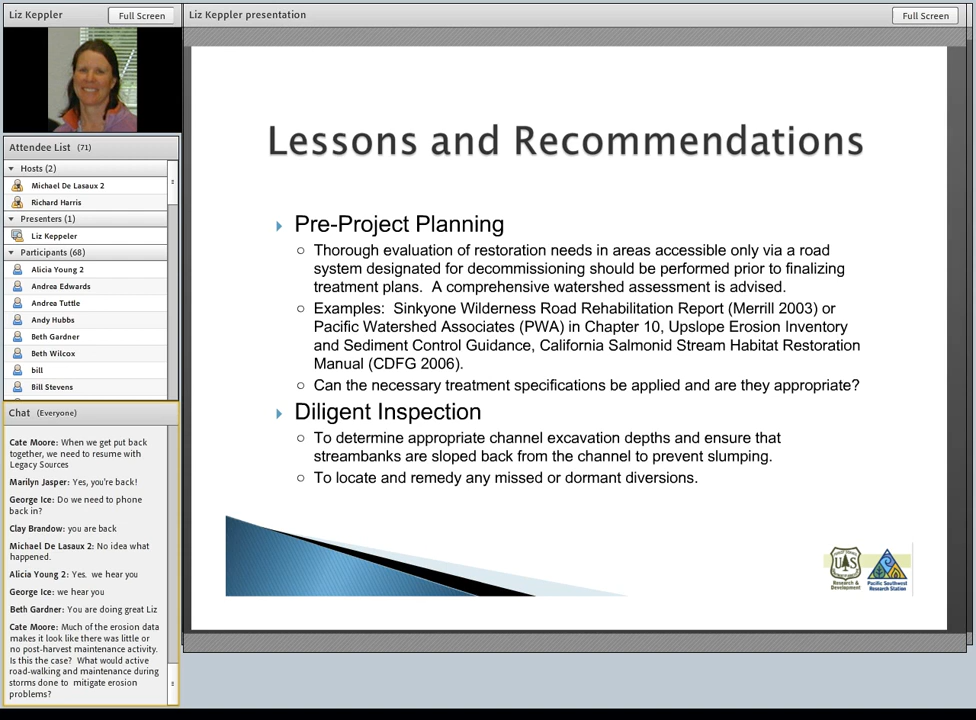 Liz Keppler
Full Screen
Liz Keppler presentation
Full Screen
Attendee List (71)
Hosts (2)
Michael De Lasaux 2
Richard Harris
Presenters (1)
Liz Keppeler
Participants (68)
Alicia Young 2
Andrea Edwards
Andrea Tuttle
Andy Hubbs
Beth Gardner
Beth Wilcox
bill
Bill Stevens
Chat (Everyone)
Cate Moore: When we get put back
together, we need to resume with
Legacy Sources
Marilyn Jasper: Yes, you're back!
George Ice: Do we need to phone
back in?
Clay Brandow: you are back
Michael De Lasaux 2: No idea what
happened.
Alicia Young 2: Yes. we hear you
George Ice: we hear you
Beth Gardner: You are doing great Liz
Cate Moore: Much of the erosion data
makes it look like there was little or
no post-harvest maintenance activity.
Is this the case? What would active
road-walking and maintenance during
storms done to mitigate erosion
problems?
Lessons and Recommendations
Pre-Project Planning
Thorough evaluation of restoration needs in areas accessible only via a road
system designated for decommissioning should be performed prior to finalizing
treatment plans. A comprehensive watershed assessment is advised.
Examples: Sinkyone Wilderness Road Rehabilitation Report (Merrill 2003) or
Pacific Watershed Associates (PWA) in Chapter 10, Upslope Erosion Inventory
and Sediment Control Guidance, California Salmonid Stream Habitat Restoration
Manual (CDFG 2006).
Can the necessary treatment specifications be applied and are they appropriate?
Diligent Inspection
To determine appropriate channel excavation depths and ensure that
streambanks are sloped back from the channel to prevent slumping.
To locate and remedy any missed or dormant diversions.
UAS
Research &
Development
Pacific Southwest
Research Station